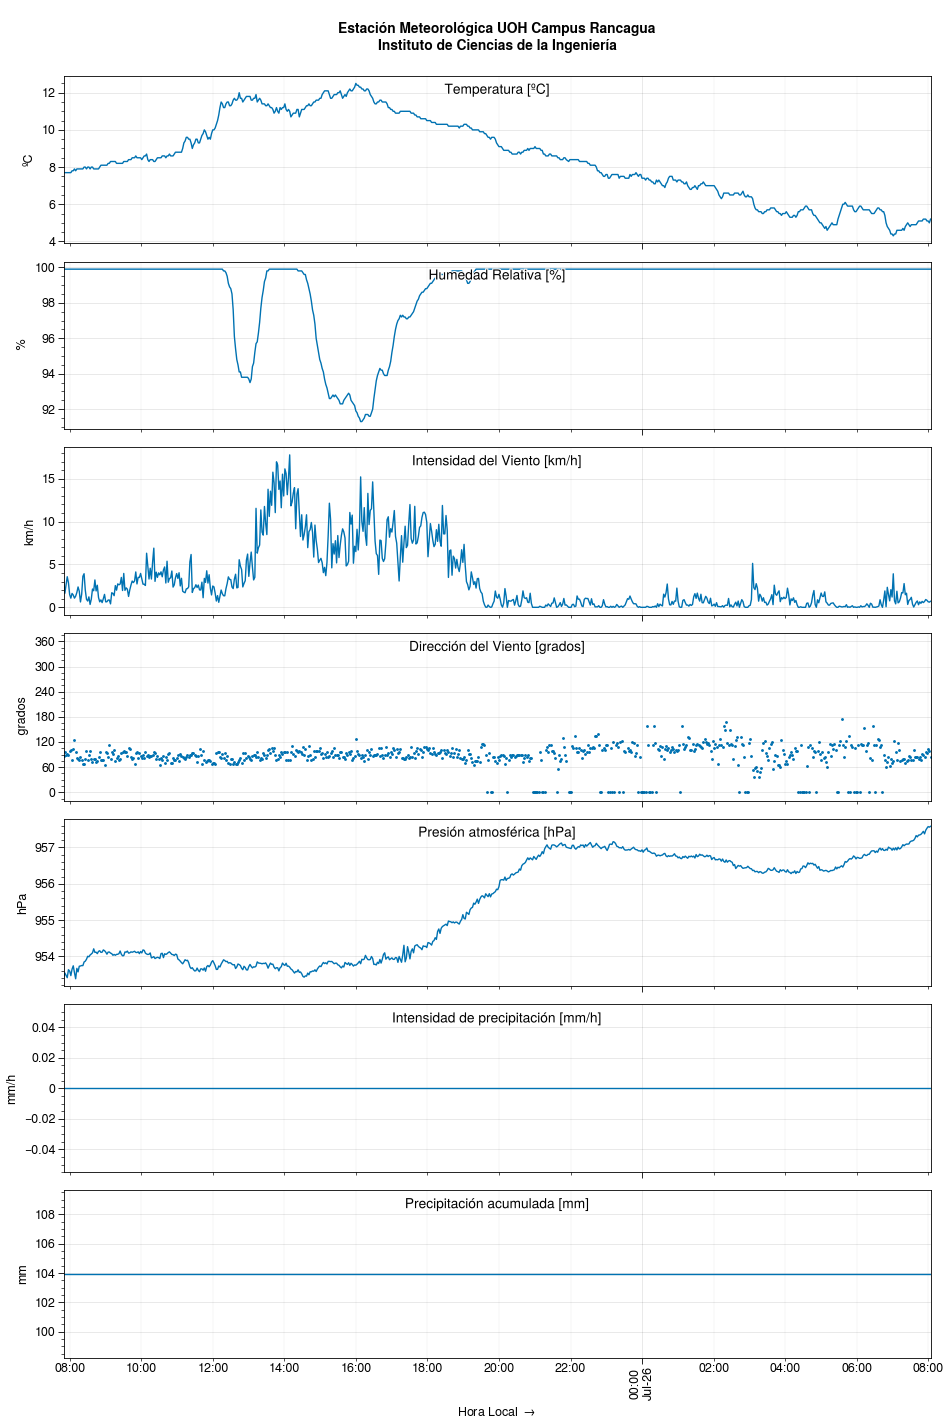 Estación Meteorológica UOH Campus Rancagua
Instituto de Ciencias de la Ingeniería
Temperatura [ºC]
ºC
12
10
8
6
4
Humedad Relativa [%]
%
100
98
96
94
92
Intensidad del Viento [km/h]
km/h
15
10
5
0
Dirección del Viento [grados]
grados
360
300
240
180
120
60
0
Presión atmosférica [hPa]
hPa
957
956
955
954
Intensidad de precipitación [mm/h]
mm/h
0.04
0.02
0
−0.02
−0.04
Precipitación acumulada [mm]
mm
108
106
104
102
100
08:00 10:00 12:00 14:00 16:00 18:00 20:00 22:00 00:00 02:00 04:00 06:00 08:00
Jul-26
Hora Local →